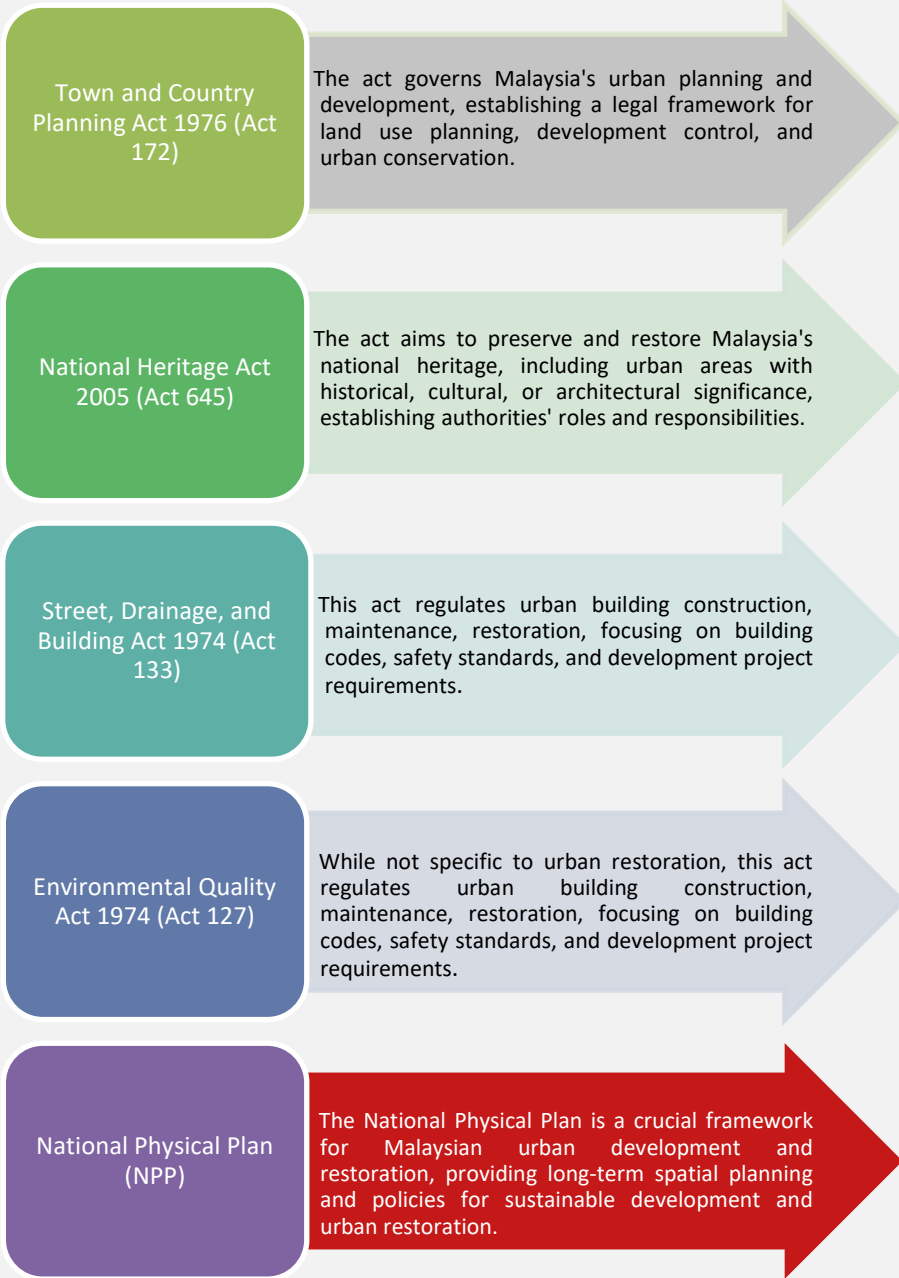 Town and Country
Planning Act 1976 (Act
172)
The act governs Malaysia's urban planning and
development, establishing a legal framework for
land use planning, development control, and
urban conservation.
National Heritage Act
2005 (Act 645)
The act aims to preserve and restore Malaysia's
national heritage, including urban areas with
historical, cultural, or architectural significance,
establishing authorities' roles and responsibilities.
Street, Drainage, and
Building Act 1974 (Act
133)
This act regulates urban building construction,
maintenance, restoration, focusing on building
codes, safety standards, and development project
requirements.
Environmental Quality
Act 1974 (Act 127)
While not specific to urban restoration, this act
regulates urban building construction,
maintenance, restoration, focusing on building
codes, safety standards, and development project
requirements.
National Physical Plan
(NPP)
The National Physical Plan is a crucial framework
for Malaysian urban development and
restoration, providing long-term spatial planning
and policies for sustainable development and
urban restoration.